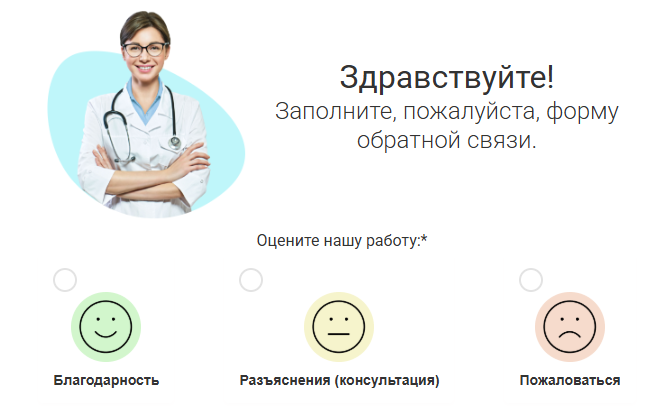 Здравствуйте!
Заполните, пожалуйста, форму
обратной связи.
Оцените нашу работу:*
Благодарность
Разъяснения (консультация)
Пожаловаться